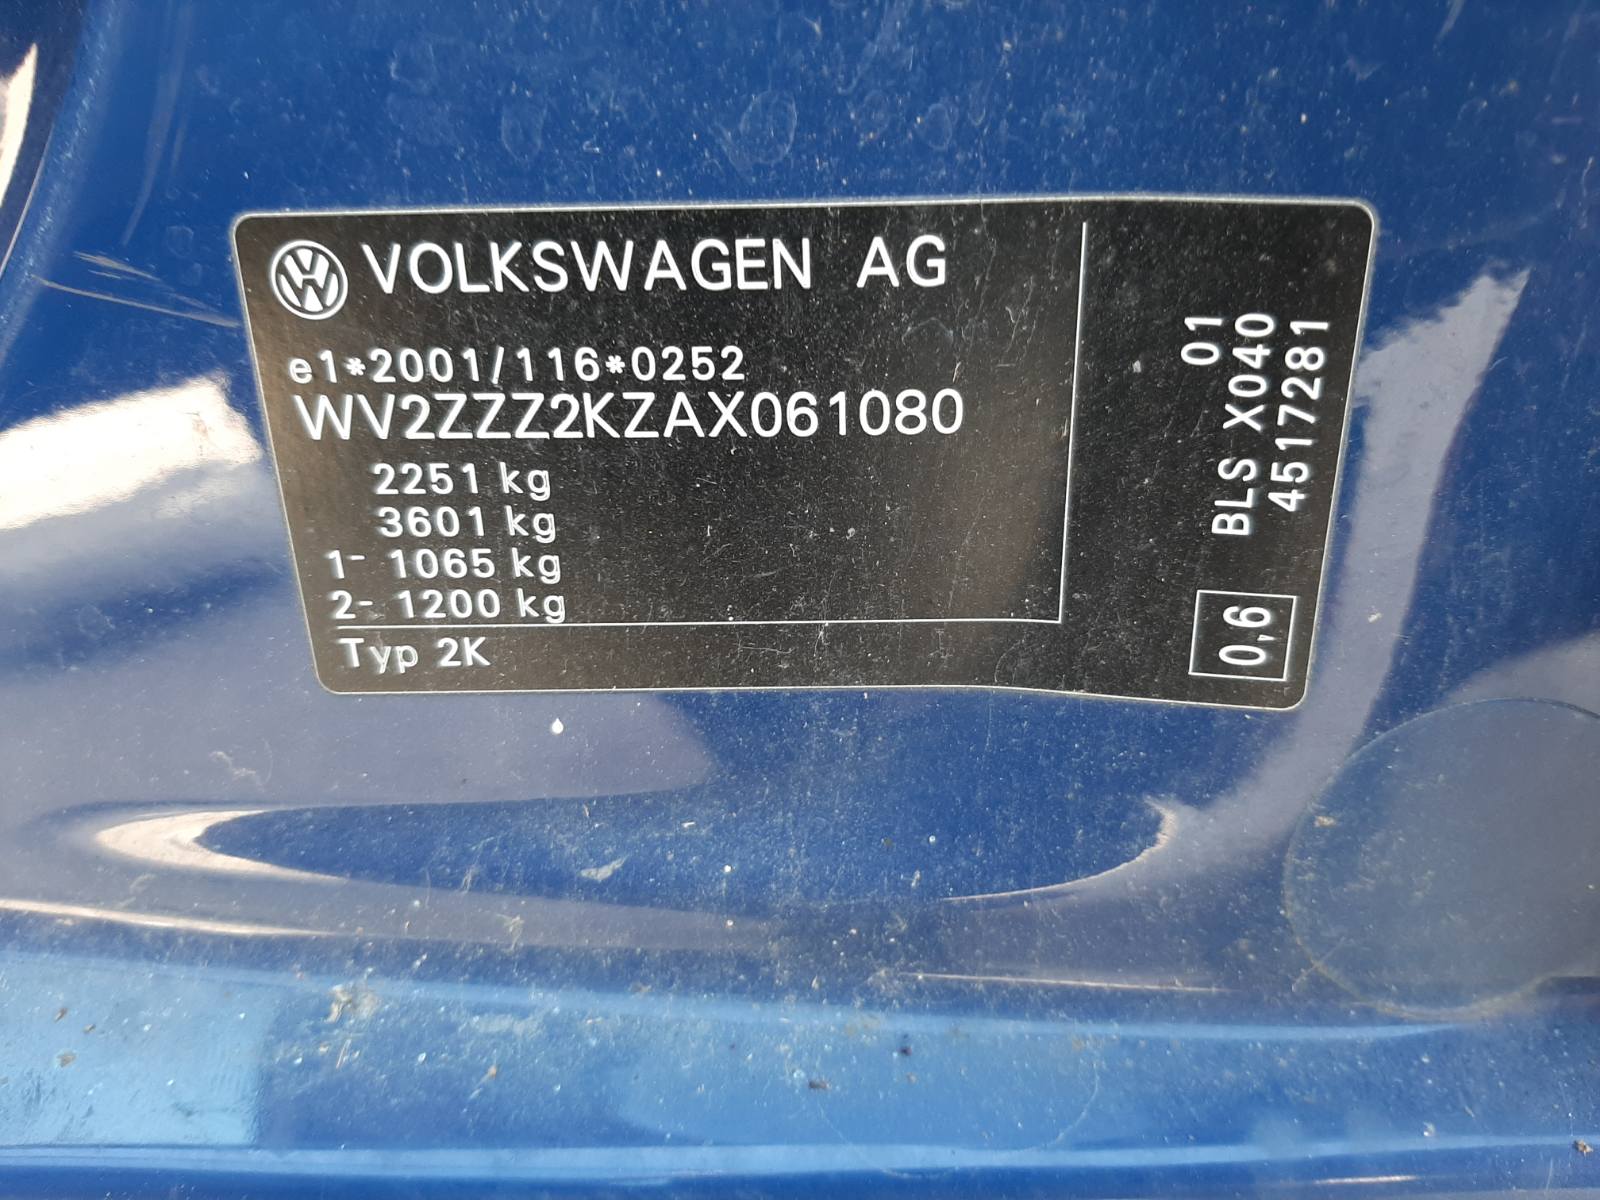 VOLKSWAGEN AG
e1*2001/116*0252
WV2ZZZ2KZAX061080
2251 kg
3601 kg
1- 1065 kg
2- 1200 kg
Typ 2K
01
BLS X040
4517281
0,6